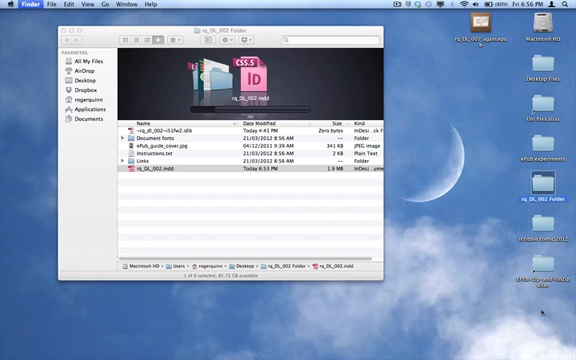 Finder File Edit View Go Window Help
(80%) Fri 6:56 PM
rq_DL_002 Folder
FAVORITES
All My Files
AirDrop
Desktop
Dropbox
rogerquinn
Applications
Documents
CS5.5
ID
rq_DL_002.indd
Name Date Modified Size Kind
Today 4:41 PM Zero bytes InDesi...ck F
Document fonts 21/03/2012 8:56 AM -- Folder
ePub_guide_cover.jpg 04/12/2011 9:39 AM 341 KB JPEG image
Instructions.txt 21/03/2012 8:56 AM 2 KB Plain Text
Links 21/03/2012 8:56 AM -- Folder
rq_DL_002.indd Today 6:53 PM 1.9 MB InDesi...ume
Macintosh HD Users rogerquinn Desktop rq_DL_002 Folder rq_DL_002.indd
1 of 6 selected, 81.72 GB available
rq_DL_002_again.epu
b
Macintosh HD
Desktop Files
Uni files alias
ePub experiments
rq_DL_002 Folder
scribble comic 2012
alias